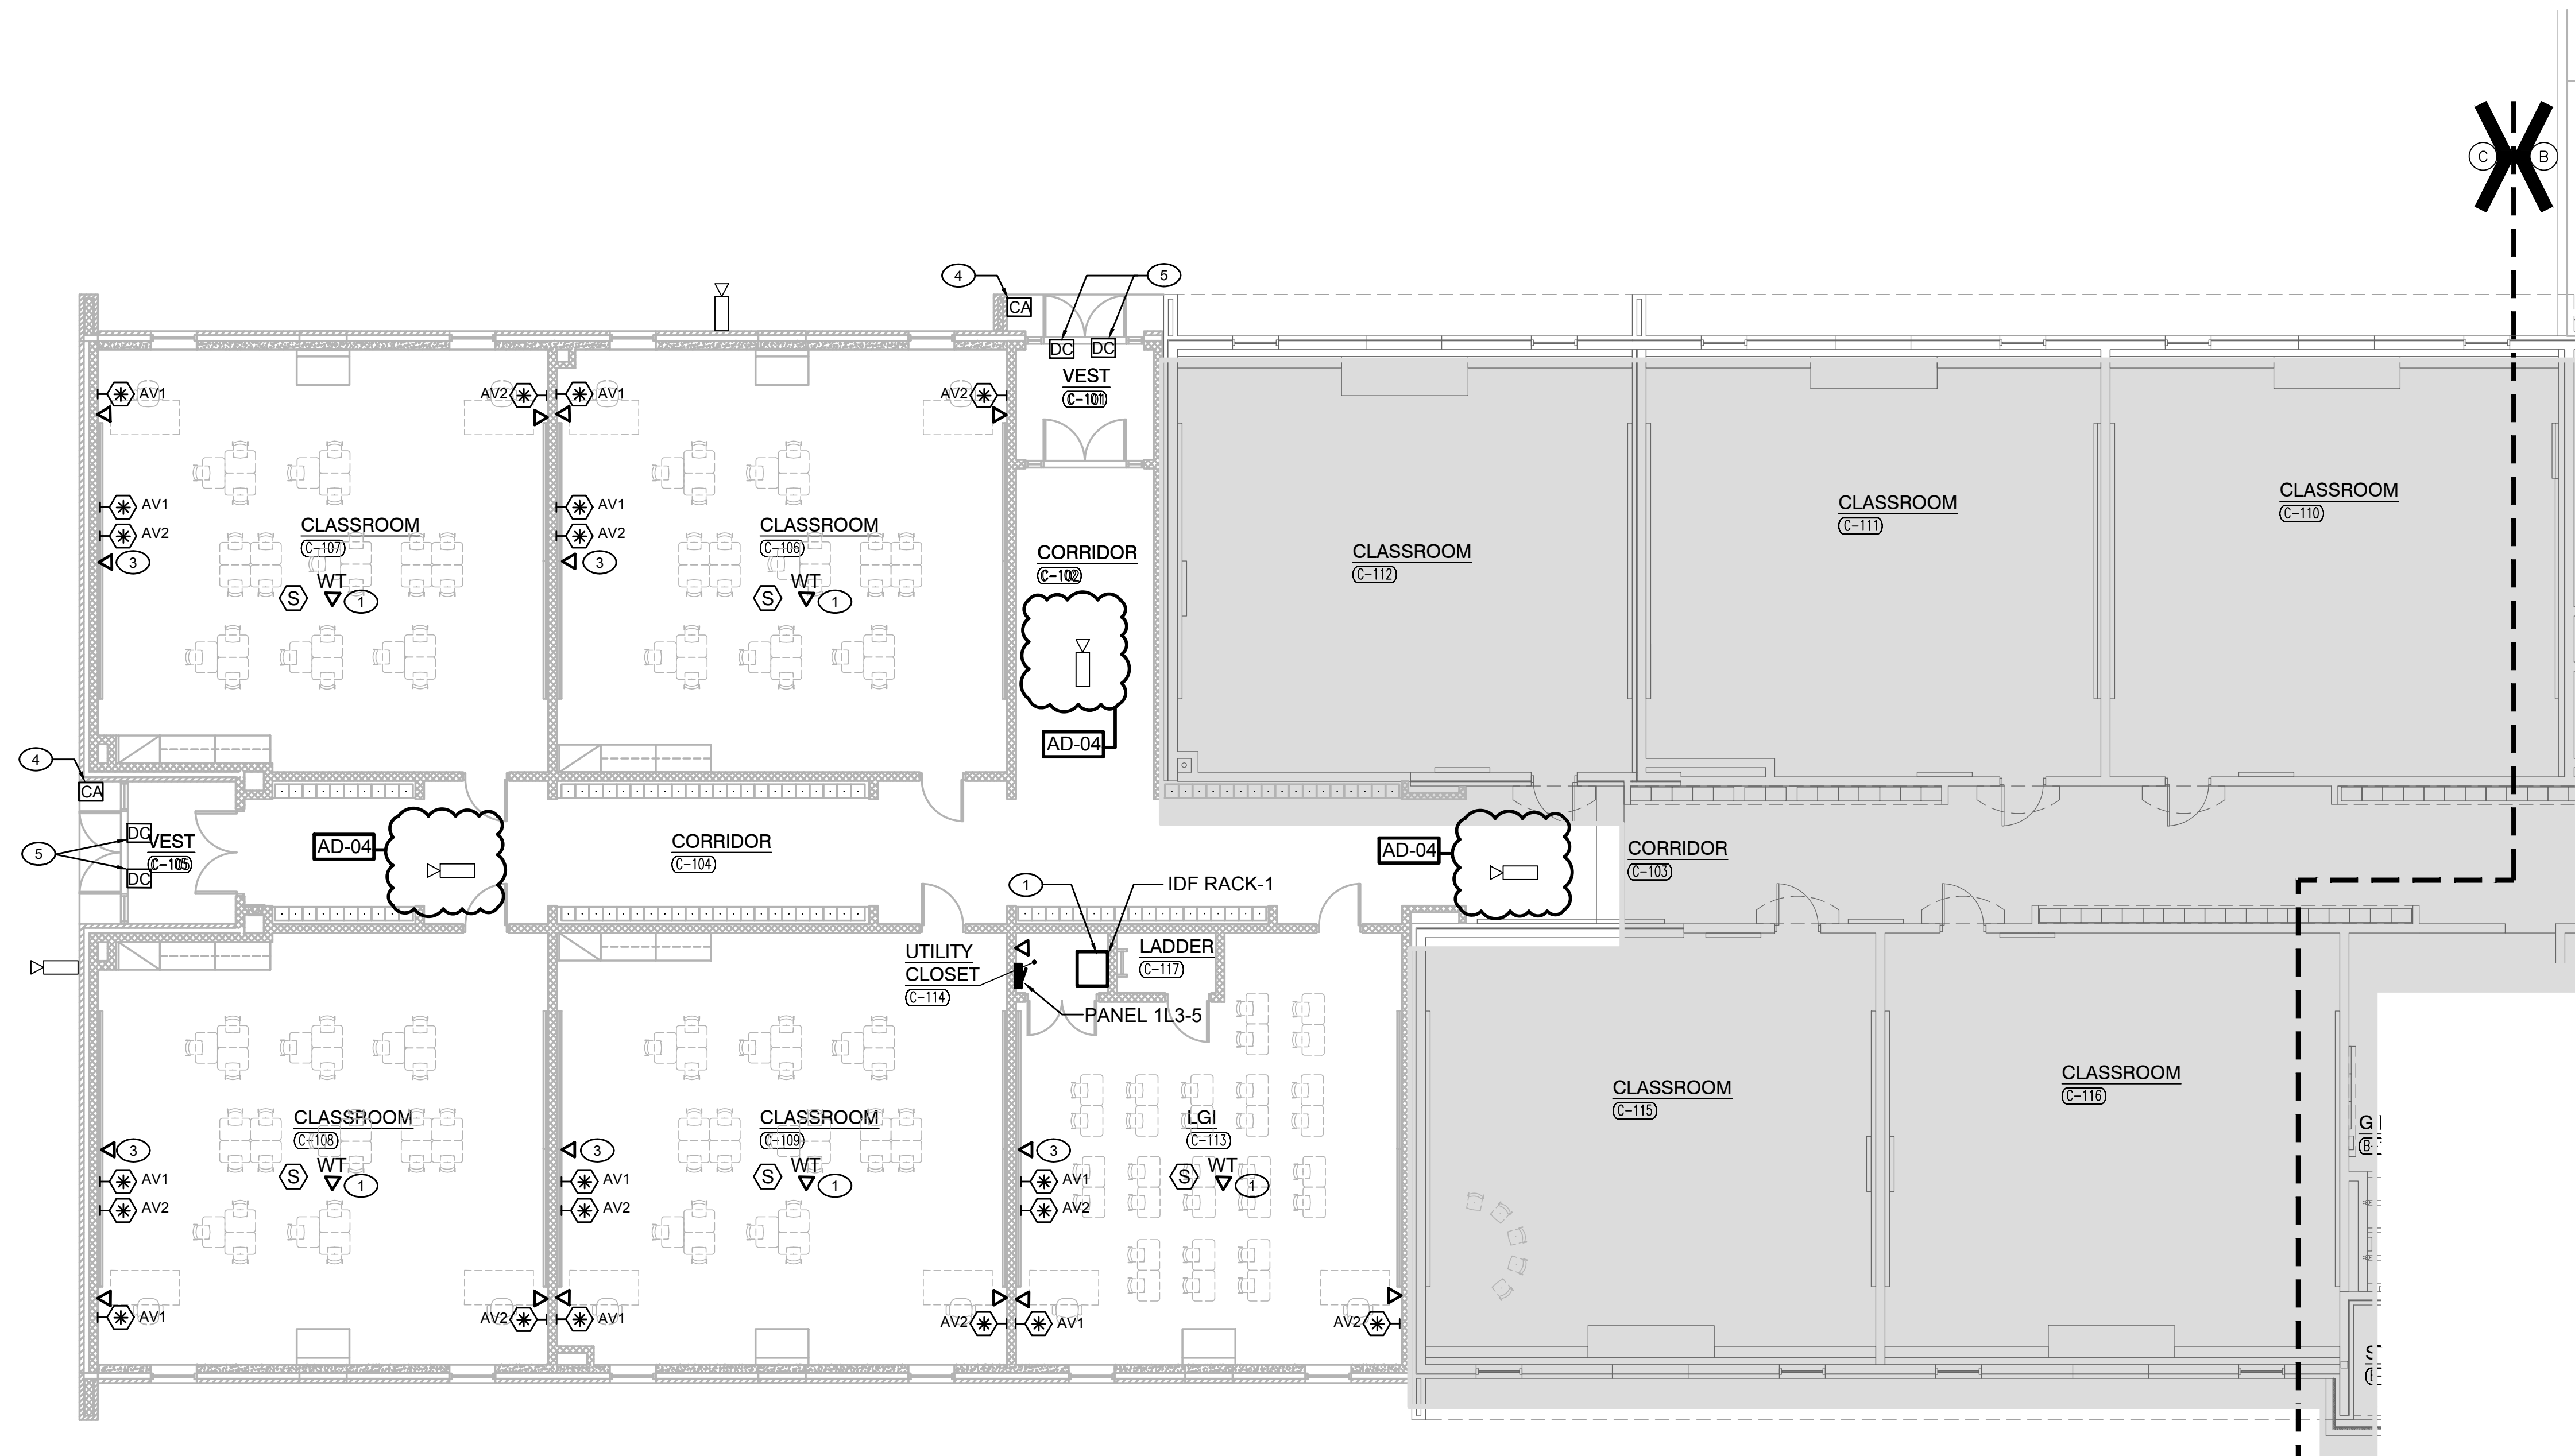 C B
4 5
CA
DC DC
VEST
C-101
AV1 AV2 AV1 AV2
AV1 AV1
AV2 AV2
3 3
CLASSROOM
C-107
WT
S 1
CLASSROOM
C-106
WT
S 1
CORRIDOR
C-102
AD-04
CLASSROOM
C-112
CLASSROOM
C-111
CLASSROOM
C-110
4
CA
5
DC
DC
VEST
C-105
AD-04
CORRIDOR
C-104
AD-04
CORRIDOR
C-103
1
IDF RACK-1
UTILITY
CLOSET
C-114
LADDER
C-117
PANEL 1L3-5
CLASSROOM
C-108
3
WT
S 1
AV1
AV2
CLASSROOM
C-109
3
WT
S 1
AV1
AV2
LGI
C-113
3
WT
S 1
AV1
AV2
CLASSROOM
C-115
CLASSROOM
C-116
AV1 AV2 AV1 AV2 AV1 AV2